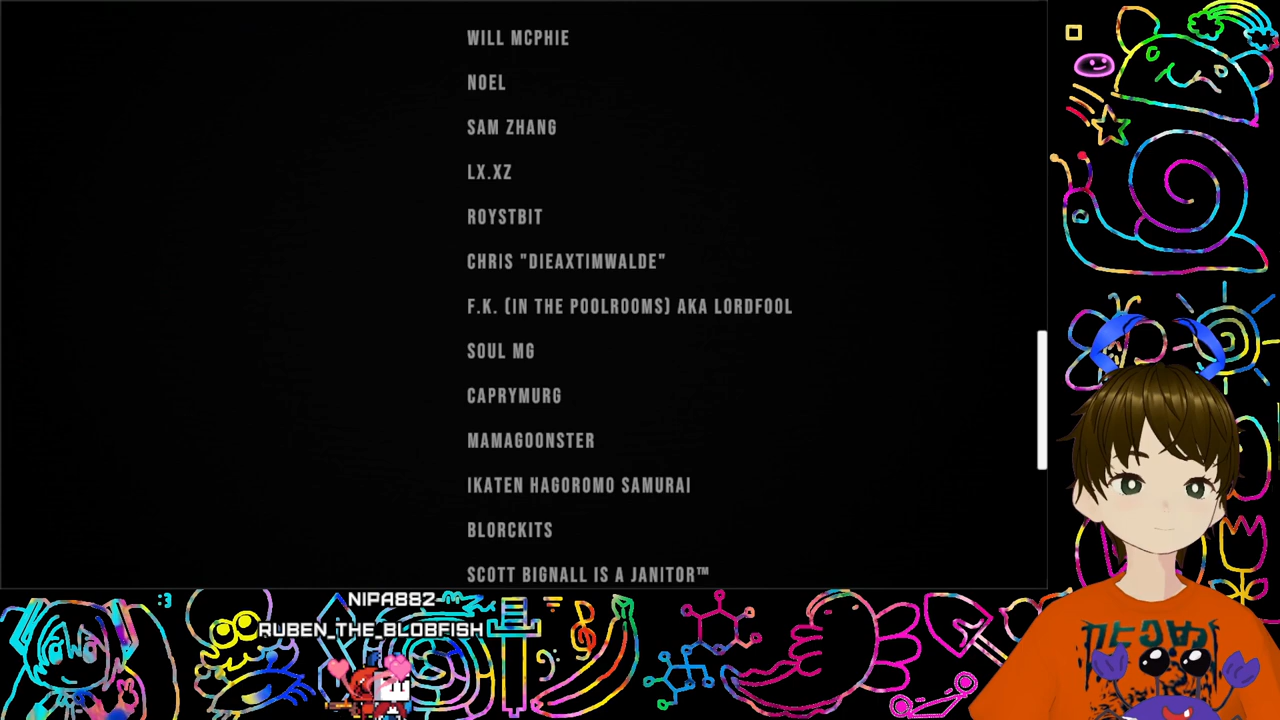 WILL MCPHIE
NOEL
SAM ZHANG
LX.XZ
ROYSTBIT
CHRIS "DIEAXTIMWALDE"
F.K. (IN THE POOLROOMS) AKA LORDFOOL
SOUL MG
CAPRYMURG
MAMAGOONSTER
IKATEN HAGOROMO SAMURAI
BLORCKITS
SCOTT BIGNALL IS A JANITOR™
:3
NIPA882
RUBEN_THE_BLOBFISH